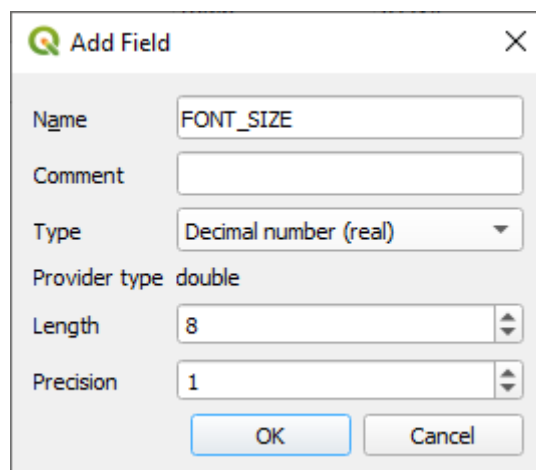 Add Field
Name FONT_SIZE
Comment
Type Decimal number (real)
Provider type double
Length 8
Precision 1
OK Cancel